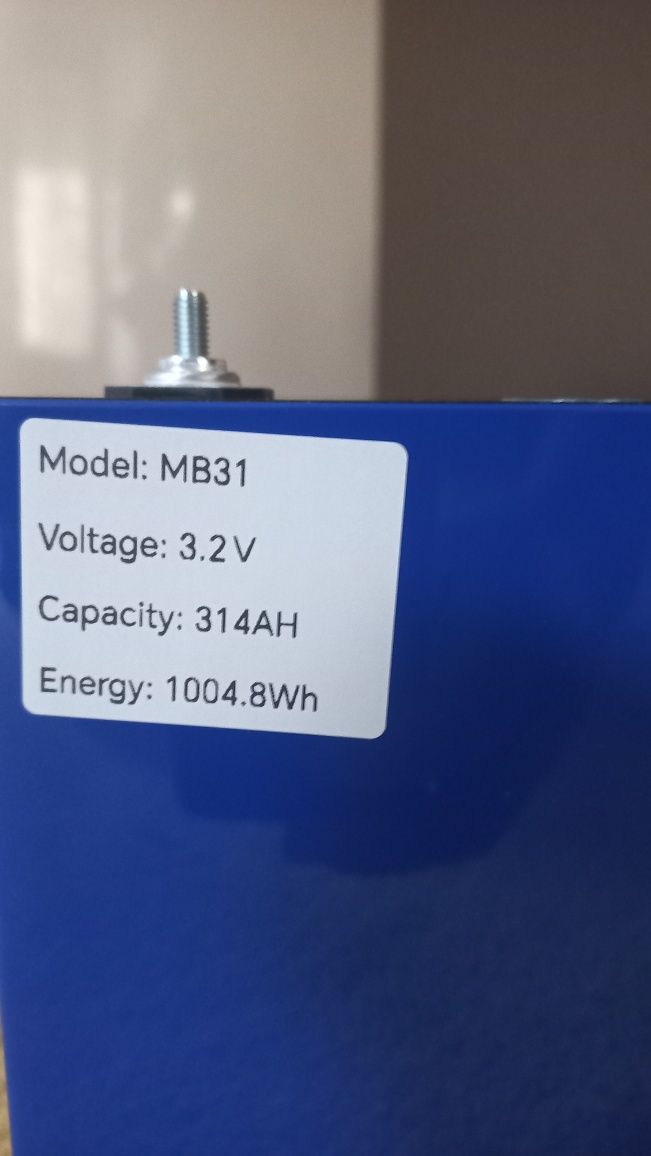 Model: MB31
Voltage: 3.2V
Capacity: 314AH
Energy: 1004.8Wh